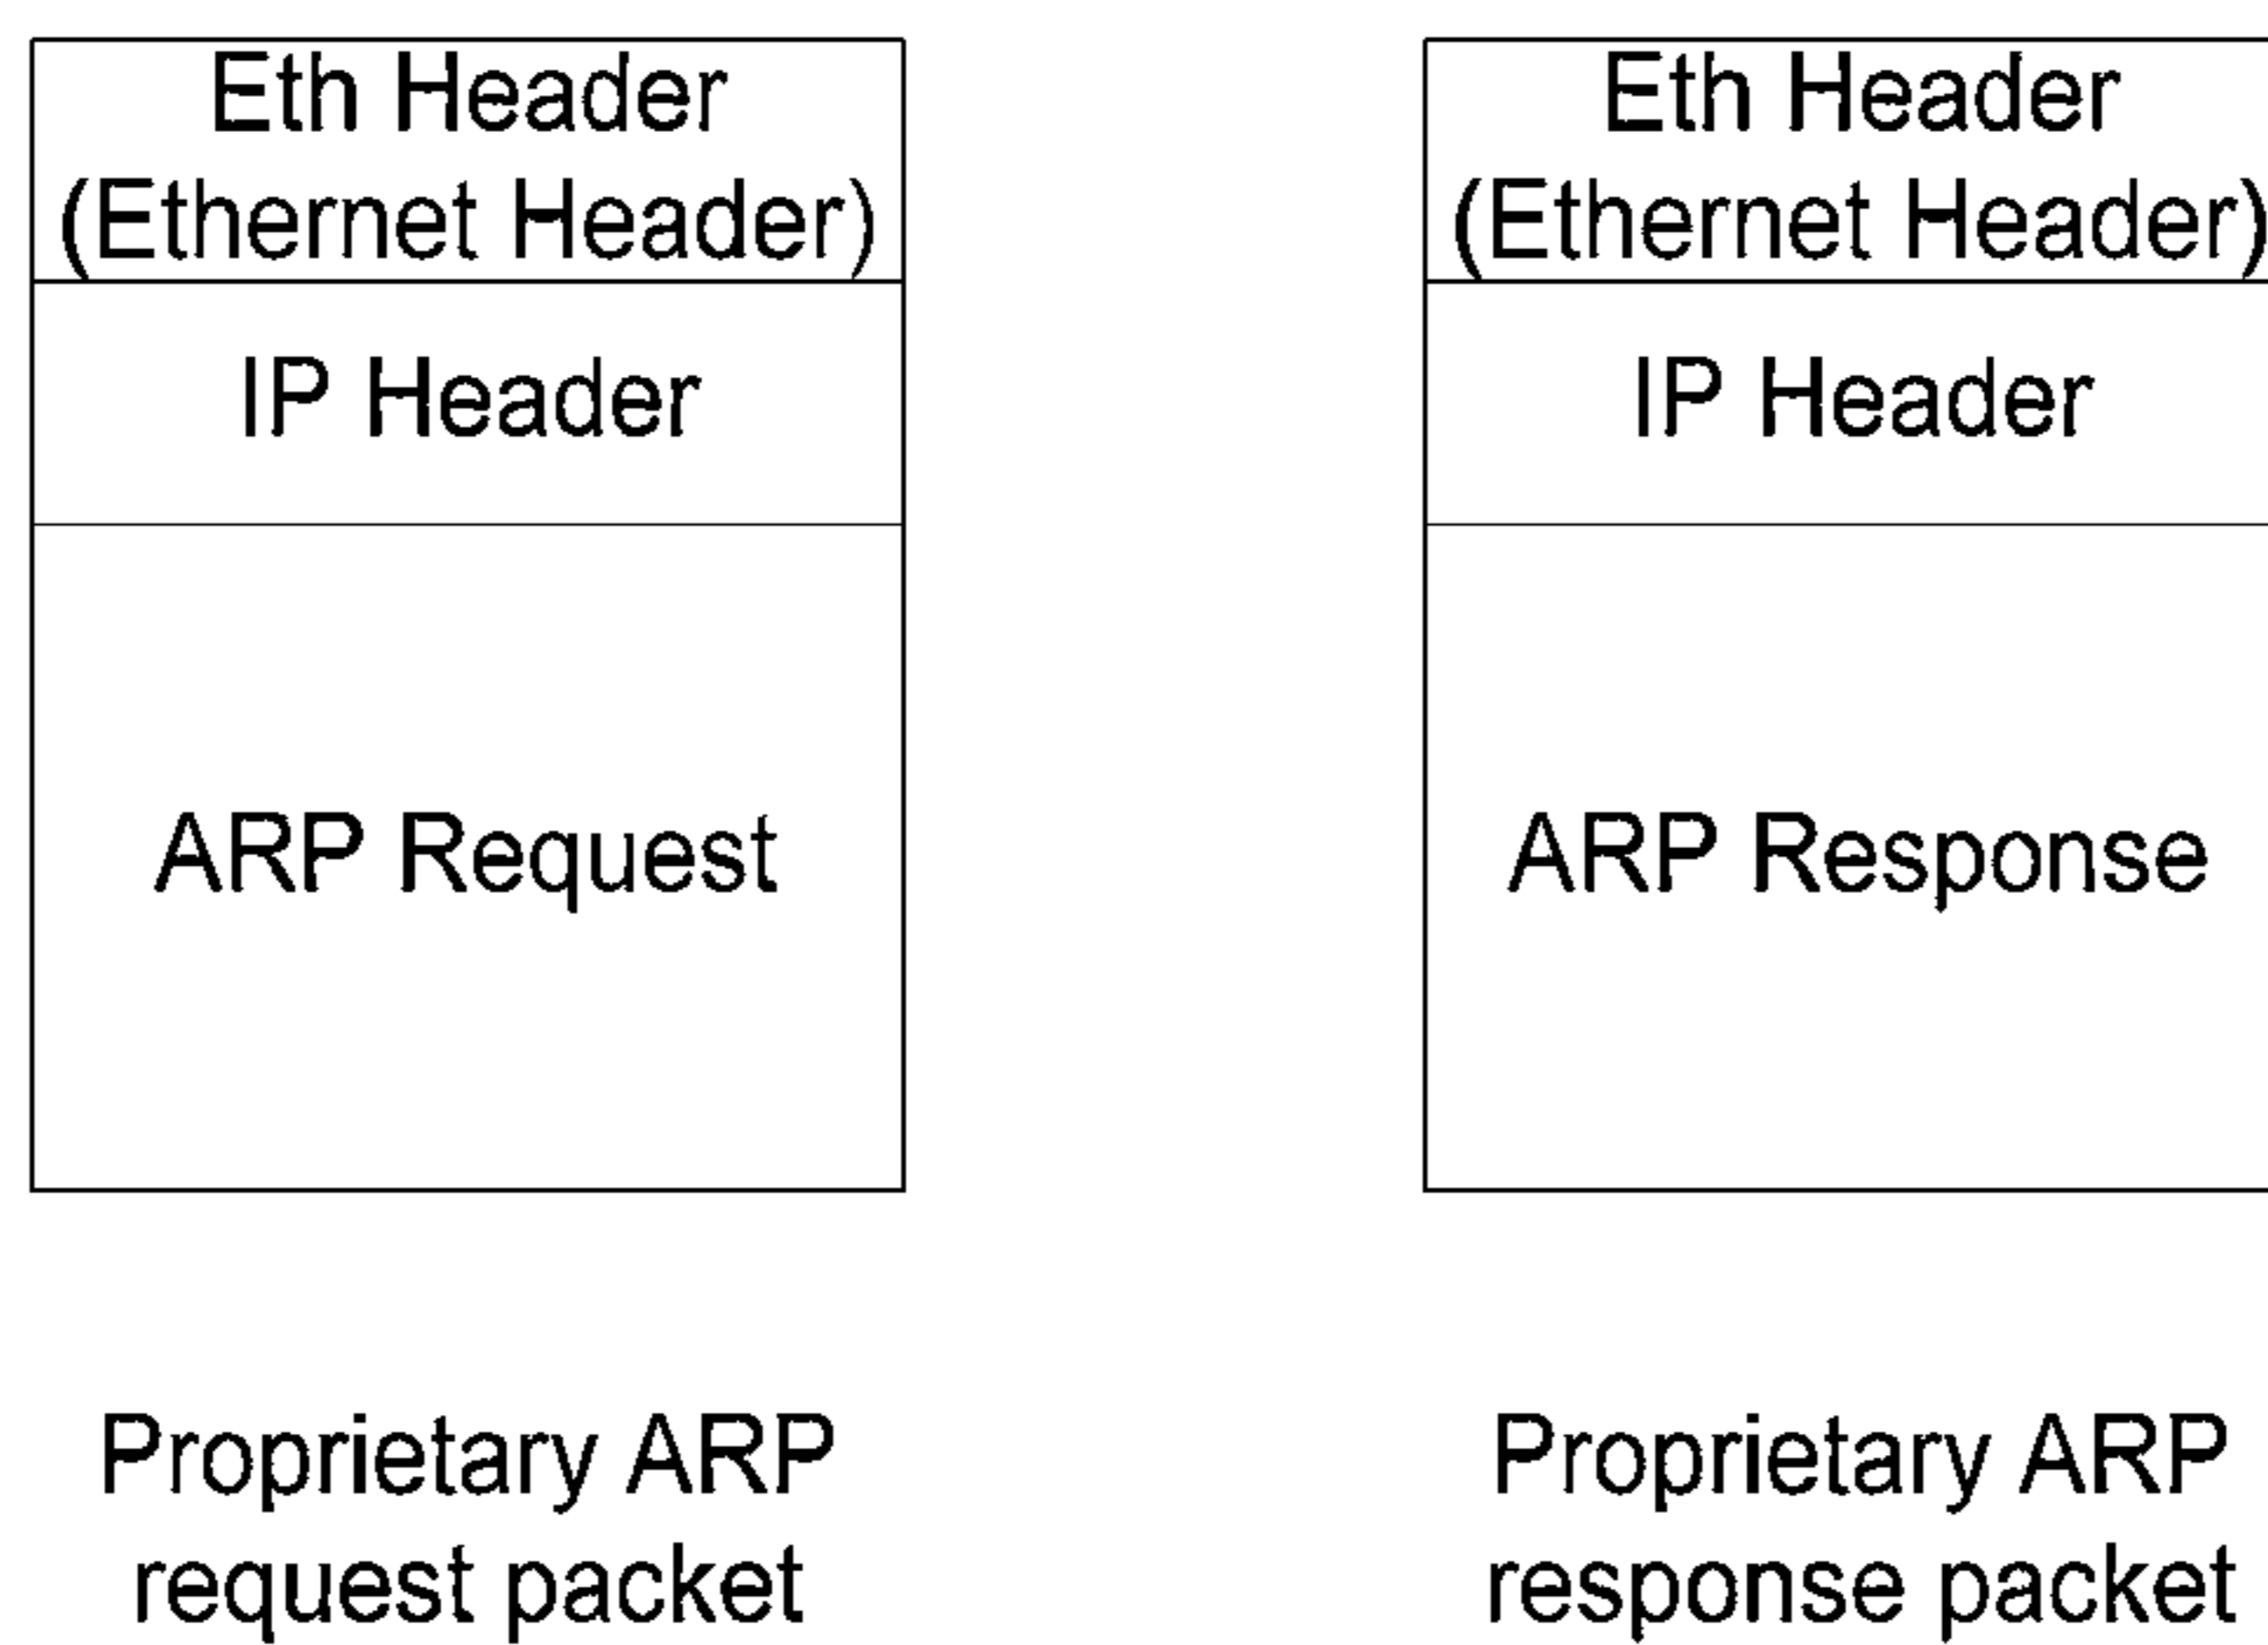 Eth Header
(Ethernet Header)
IP Header
ARP Request
Proprietary ARP
request packet
Eth Header
(Ethernet Header)
IP Header
ARP Response
Proprietary ARP
response packet